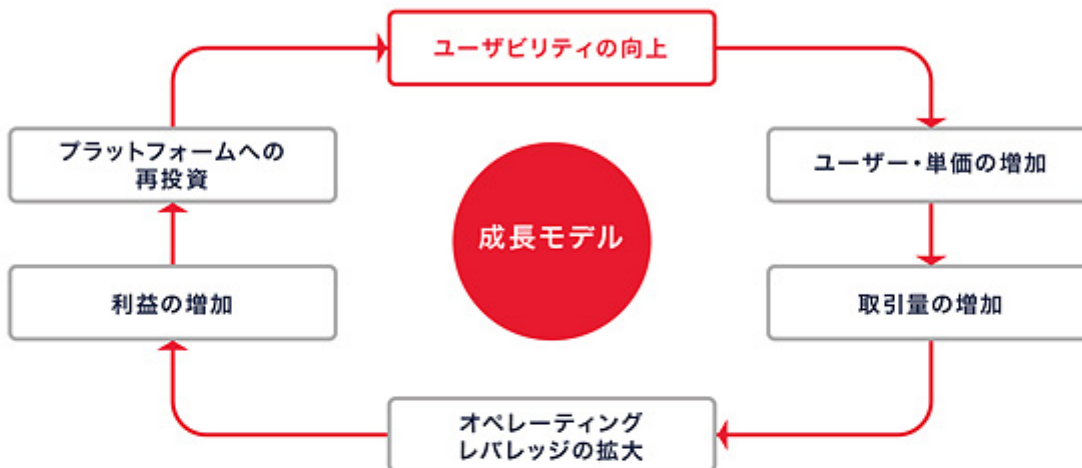 ユーザビリティの向上
ユーザー・単価の増加
取引量の増加
オペレーティング
レバレッジの拡大
利益の増加
プラットフォームへの
再投資
成長モデル